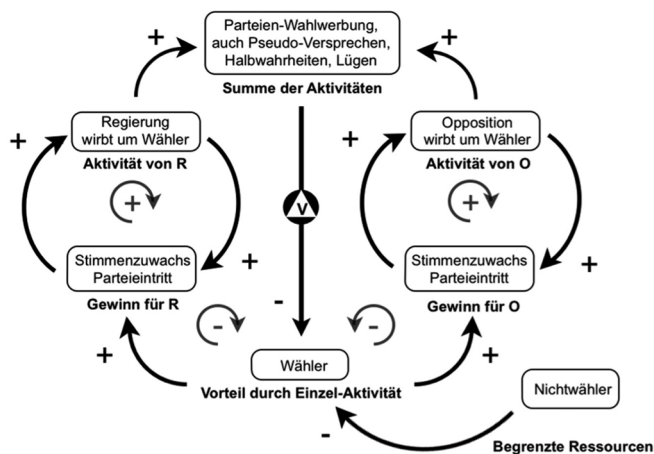 Parteien-Wahlwerbung,
auch Pseudo-Versprechen,
Halbwahrheiten, Lügen
Summe der Aktivitäten
+
+
Regierung
wirbt um Wähler
Aktivität von R
Opposition
wirbt um Wähler
Aktivität von O
+
+
+
+
V
Stimmenzuwachs
Parteieintritt
Gewinn für R
+
Stimmenzuwachs
Parteieintritt
Gewinn für O
+
-
-
-
+
Wähler
Vorteil durch Einzel-Aktivität
+
Nichtwähler
-
Begrenzte Ressourcen